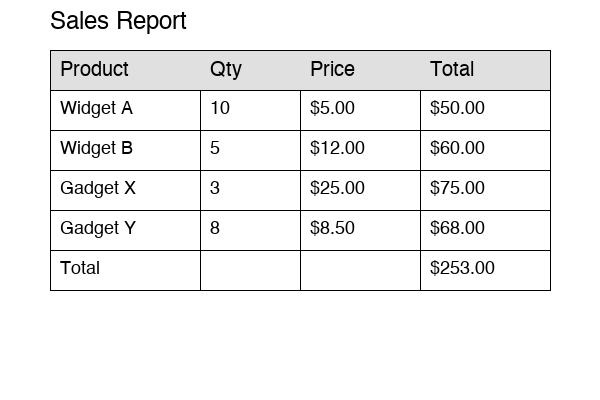 Sales Report
Product Qty Price Total
Widget A 10 $5.00 $50.00
Widget B 5 $12.00 $60.00
Gadget X 3 $25.00 $75.00
Gadget Y 8 $8.50 $68.00
Total $253.00